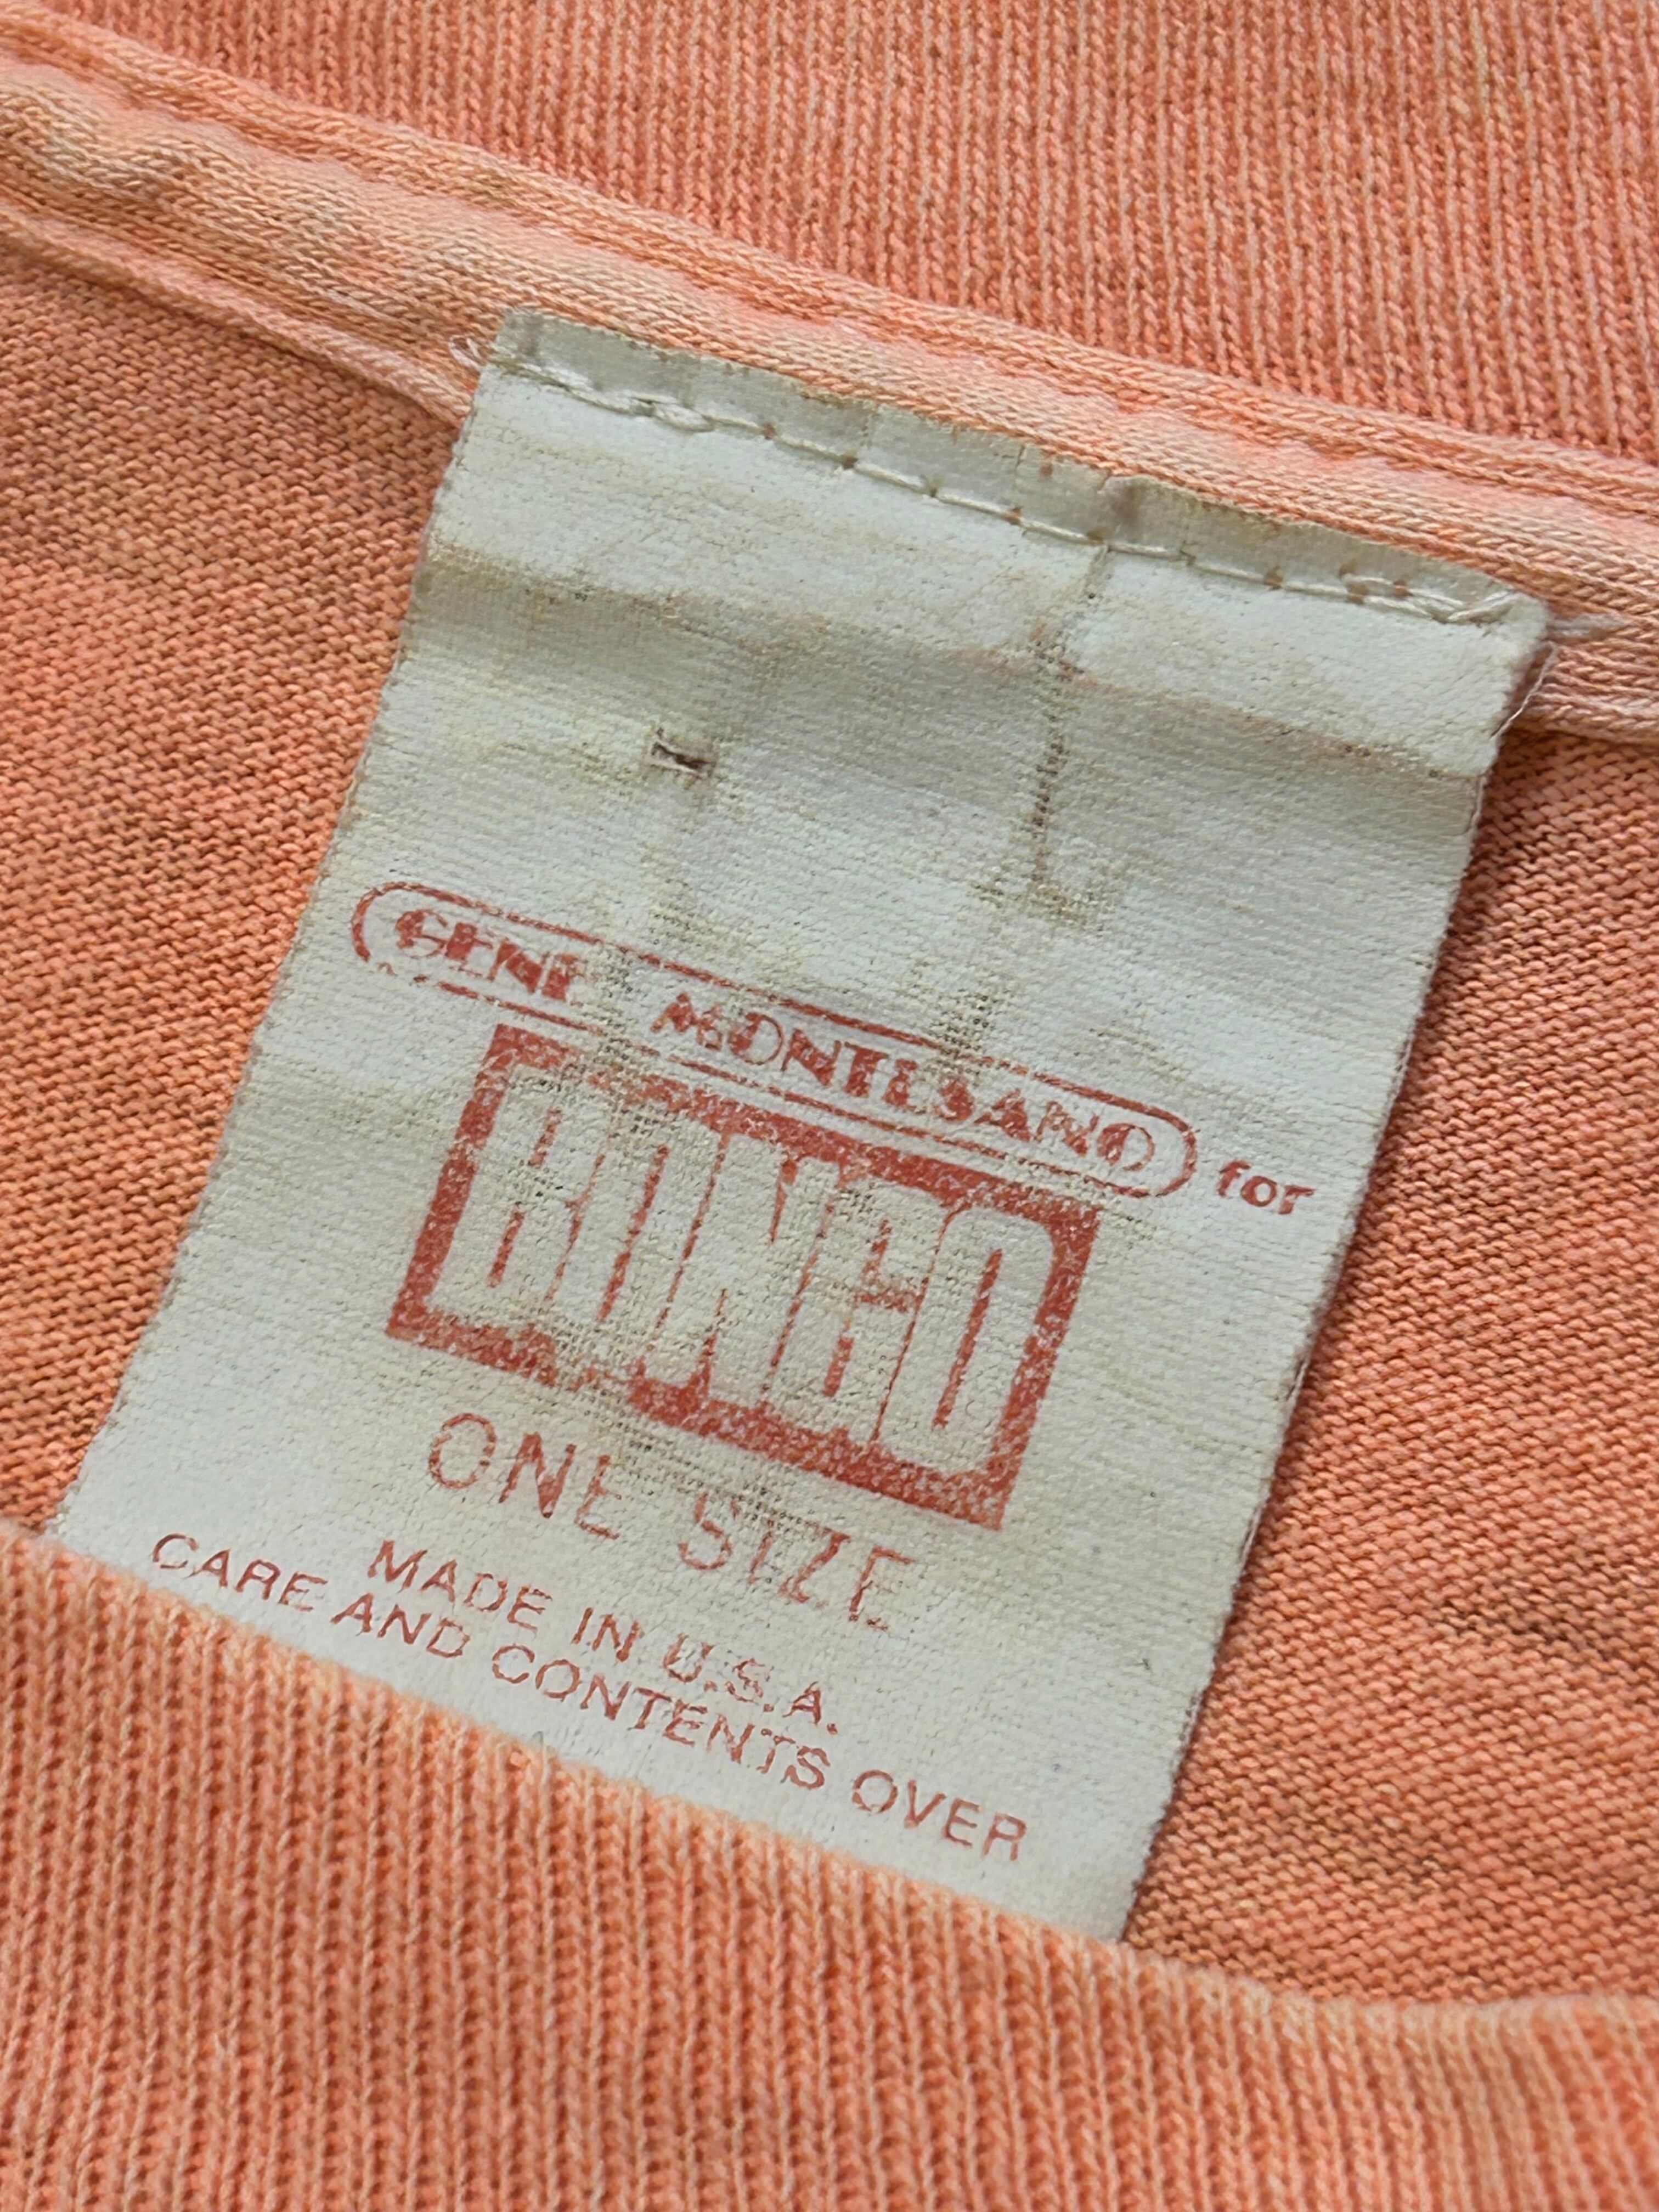 GENE MONTESANO for
BONGO
ONE SIZE
MADE IN U.S.A.
CARE AND CONTENTS OVER